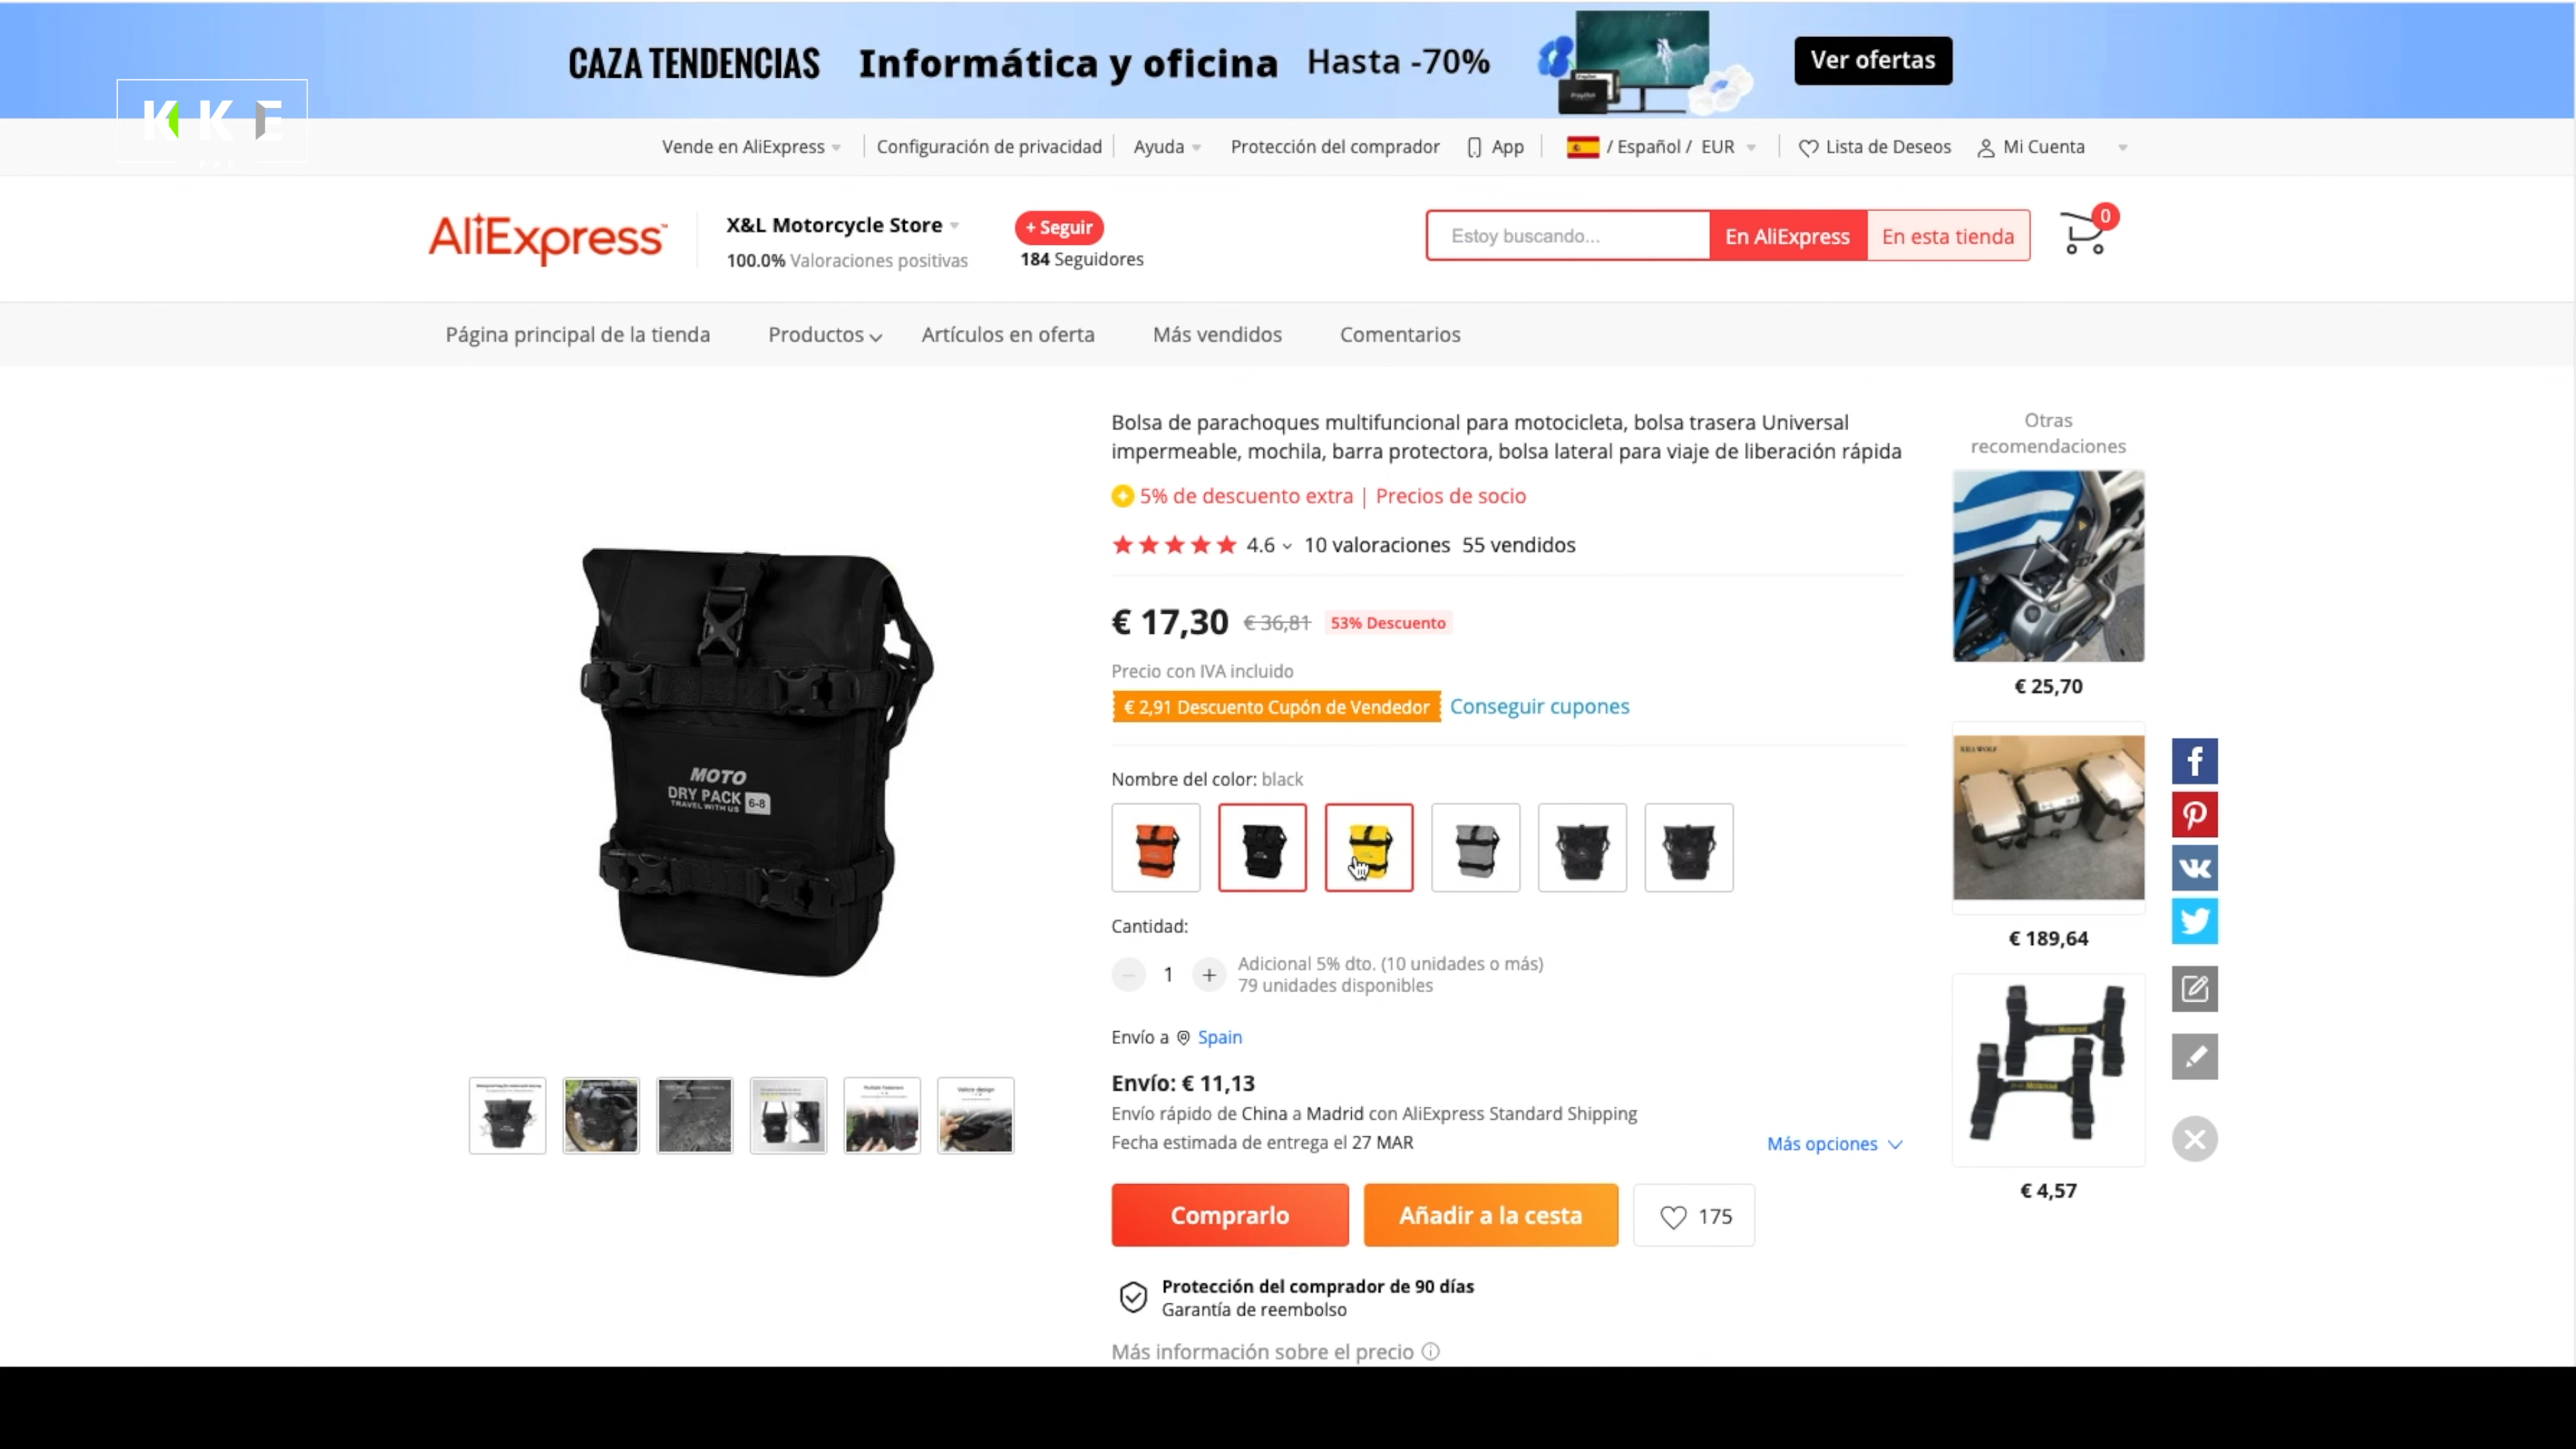 CAZA TENDENCIAS Informática y oficina Hasta -70% Ver ofertas
K K E
Vende en AliExpress Configuración de privacidad Ayuda Protección del comprador App / Español / EUR Lista de Deseos Mi Cuenta
AliExpress
X&L Motorcycle Store
100.0% Valoraciones positivas
+ Seguir
184 Seguidores
Estoy buscando... En AliExpress En esta tienda 0
Página principal de la tienda Productos Artículos en oferta Más vendidos Comentarios
Bolsa de parachoques multifuncional para motocicleta, bolsa trasera Universal
impermeable, mochila, barra protectora, bolsa lateral para viaje de liberación rápida
5% de descuento extra | Precios de socio
4.6 10 valoraciones 55 vendidos
€ 17,30 € 36,81 53% Descuento
Precio con IVA incluido
€ 2,91 Descuento Cupón de Vendedor Conseguir cupones
MOTO
DRY PACK
TRAVEL WITH US 6-8
Nombre del color: black
Cantidad:
1 + Adicional 5% dto. (10 unidades o más)
79 unidades disponibles
Envío a Spain
Envío: € 11,13
Envío rápido de China a Madrid con AliExpress Standard Shipping
Fecha estimada de entrega el 27 MAR
Más opciones
Comprarlo Añadir a la cesta 175
Protección del comprador de 90 días
Garantía de reembolso
Más información sobre el precio
Otras
recomendaciones
€ 25,70
€ 189,64
€ 4,57